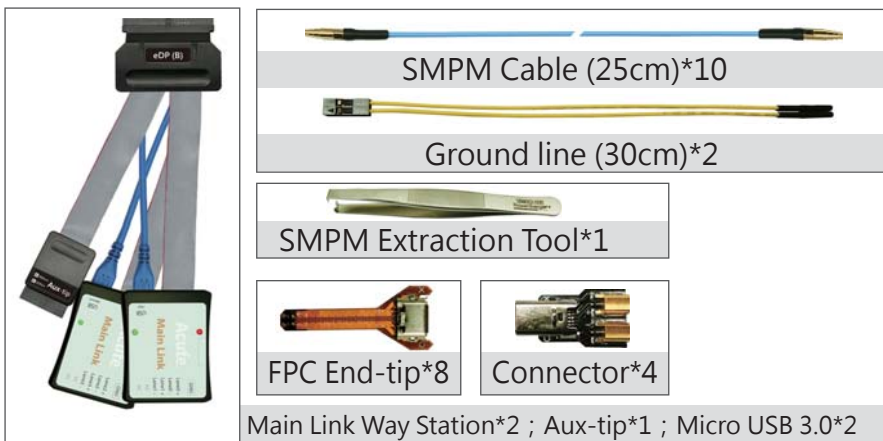 eDP (B)
SMPM Cable (25cm)*10
Ground line (30cm)*2
SMPM Extraction Tool*1
Aux-tip
Acute
Main Link
Acute
Main Link
FPC End-tip*8
Connector*4
Main Link Way Station*2 ; Aux-tip*1 ; Micro USB 3.0*2